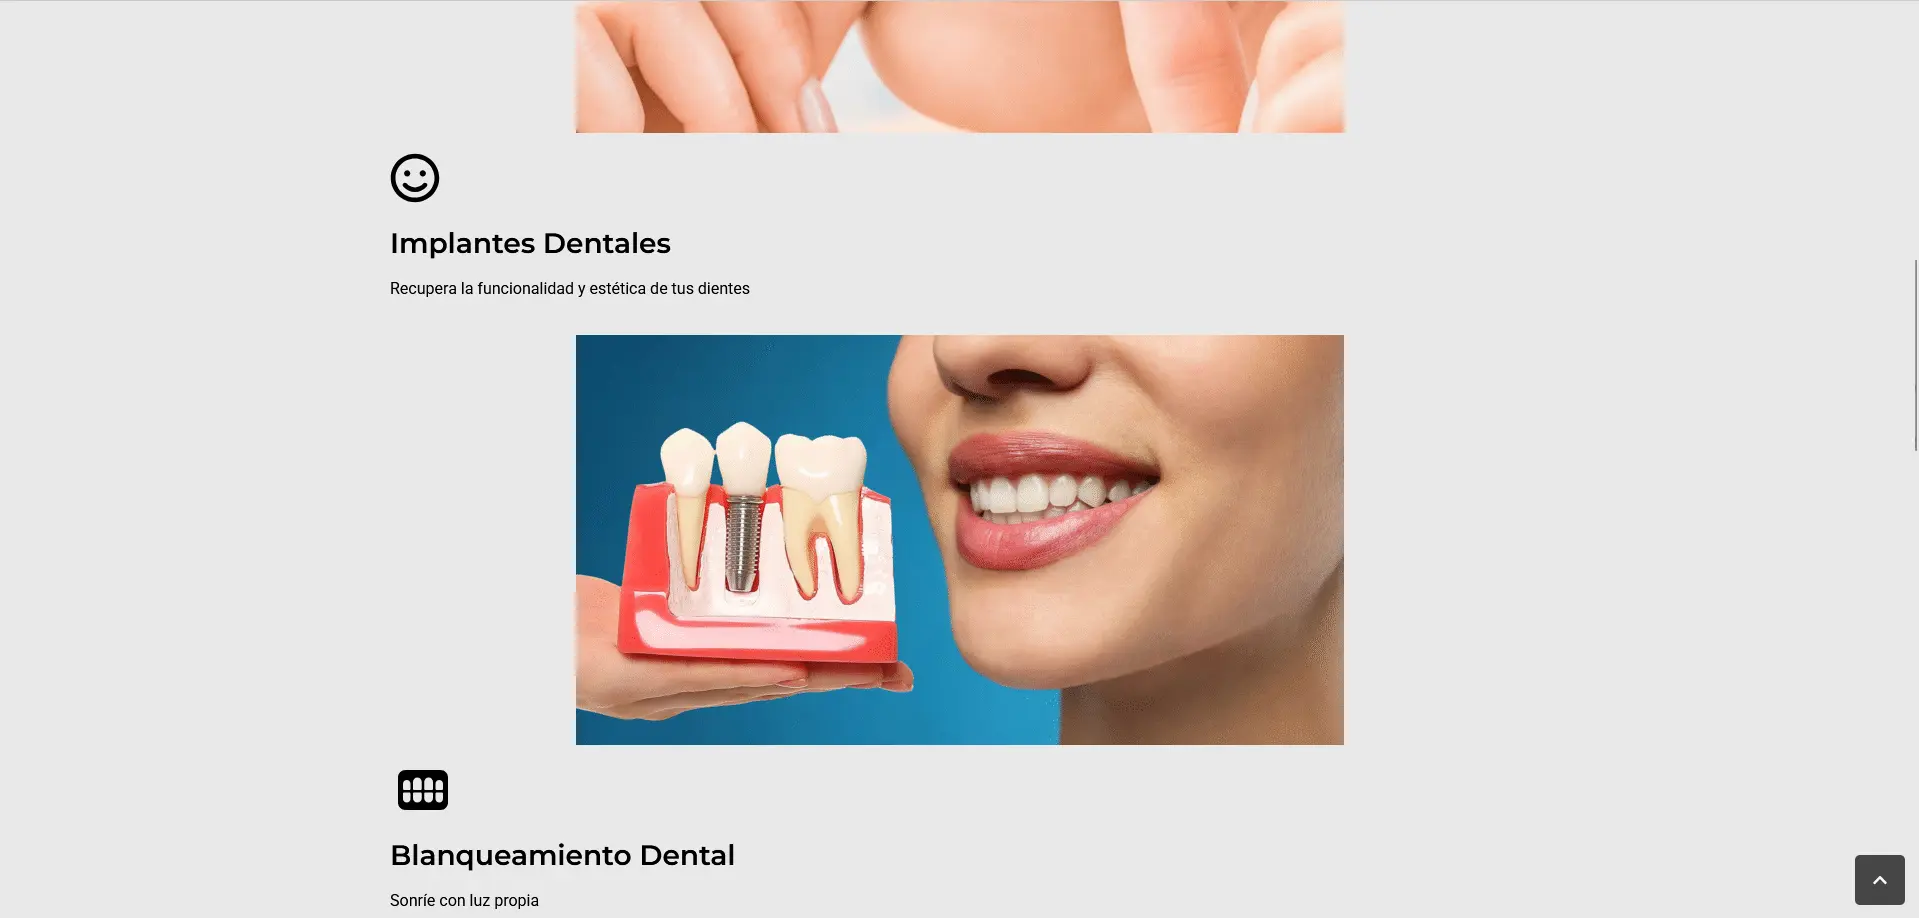 Implantes Dentales
Recupera la funcionalidad y estética de tus dientes
Blanqueamiento Dental
Sonríe con luz propia